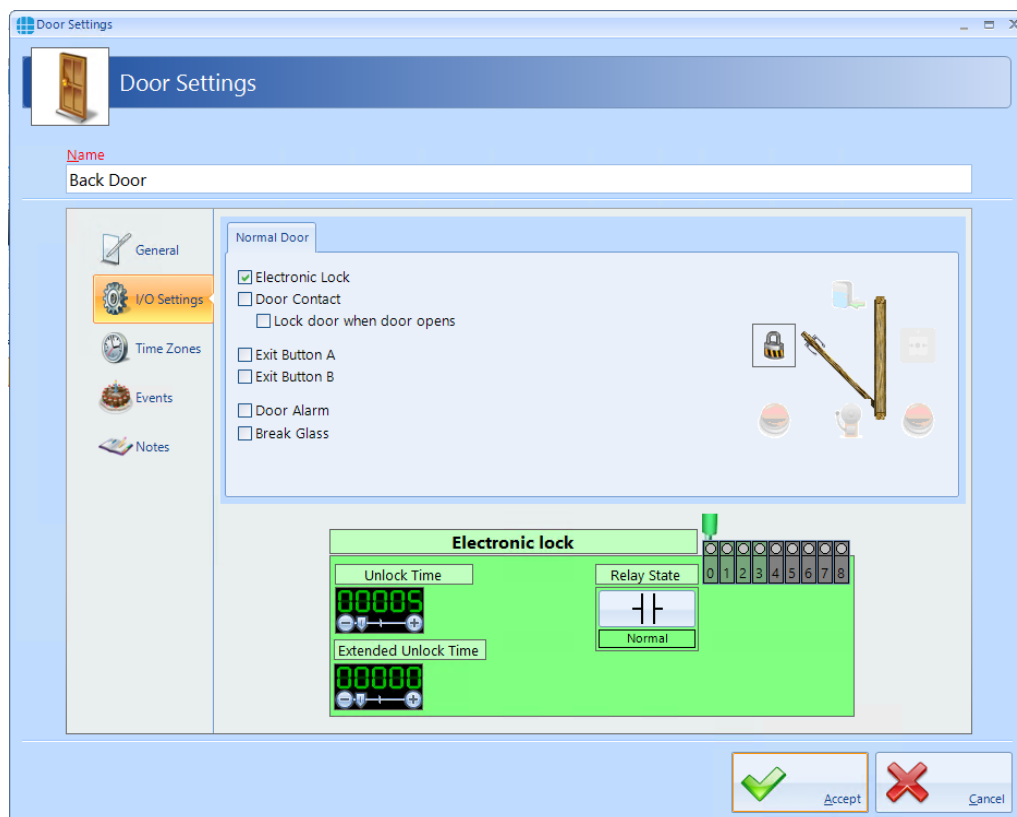 Door Settings
Door Settings
Name
Back Door
General
I/O Settings
Time Zones
Events
Notes
Normal Door
Electronic Lock
Door Contact
Lock door when door opens
Exit Button A
Exit Button B
Door Alarm
Break Glass
Electronic lock
Unlock Time
00005
Extended Unlock Time
00000
Relay State
Normal
0 1 2 3 4 5 6 7 8
Accept
Cancel